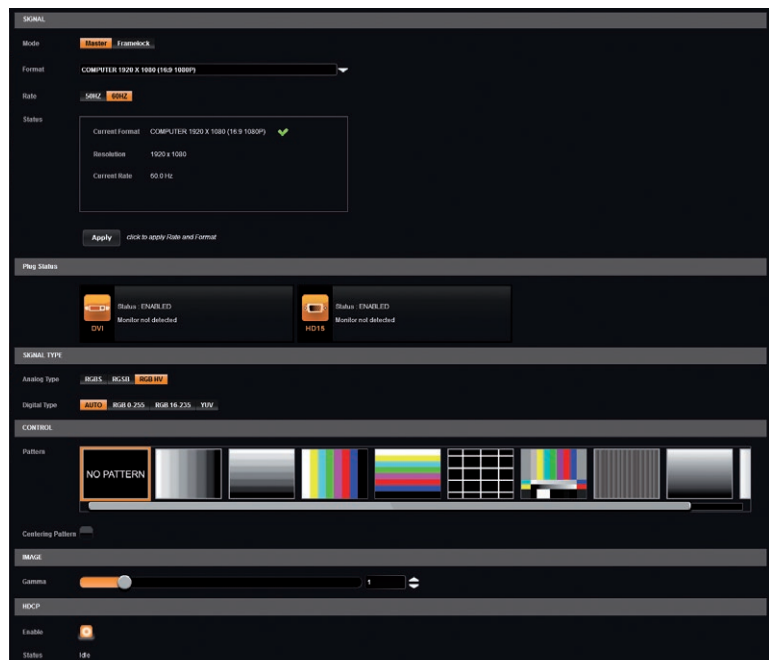 SIGNAL
Mode Master Framelock
Format COMPUTER 1920 X 1080 (16:9 1080P)
Rate 50HZ 60HZ
Status
Current Format COMPUTER 1920 X 1080 (16:9 1080P)
Resolution 1920 x 1080
Current Rate 60.0 Hz
Apply click to apply Rate and Format
Plug Status
Status : ENABLED
Monitor not detected
DVI
Status : ENABLED
Monitor not detected
HD15
SIGNAL TYPE
Analog Type RGBS RGSB RGB HV
Digital Type AUTO RGB 0-255 RGB 16-235 YUV
CONTROL
Pattern
NO PATTERN
Centering Pattern
IMAGE
Gamma 1
HDCP
Enable
Status Idle